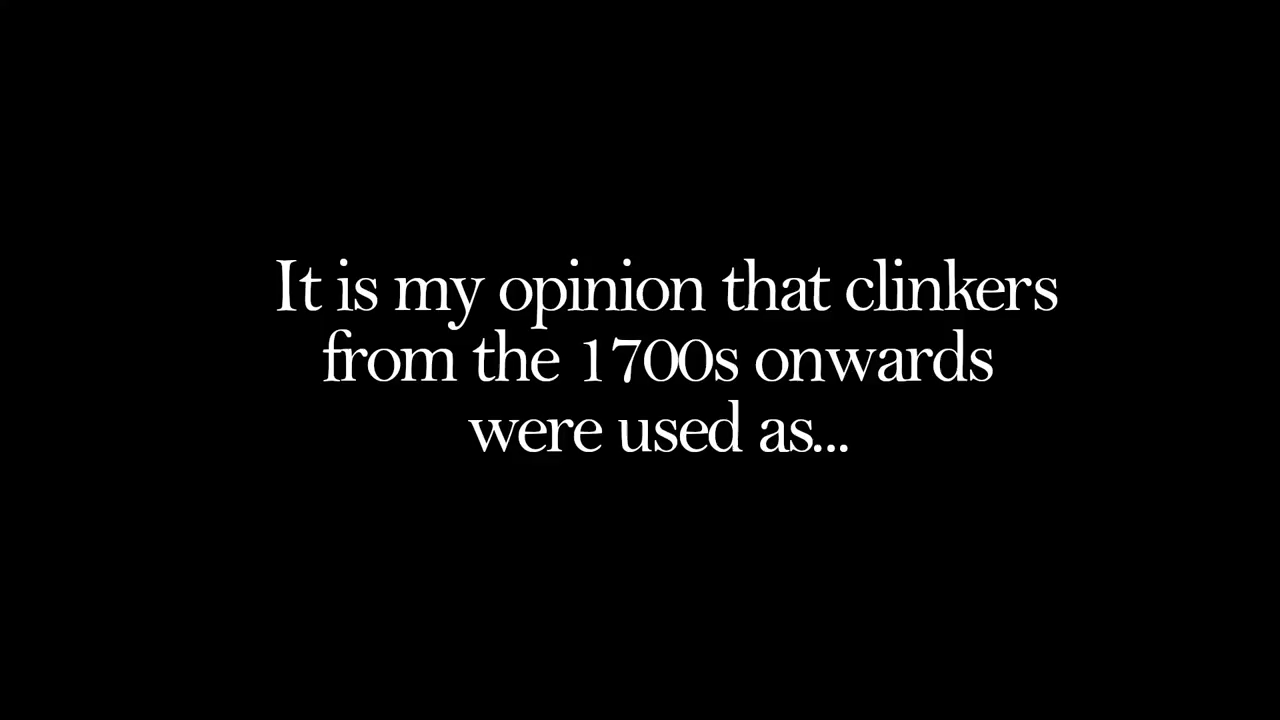 It is my opinion that clinkers
from the 1700s onwards
were used as...